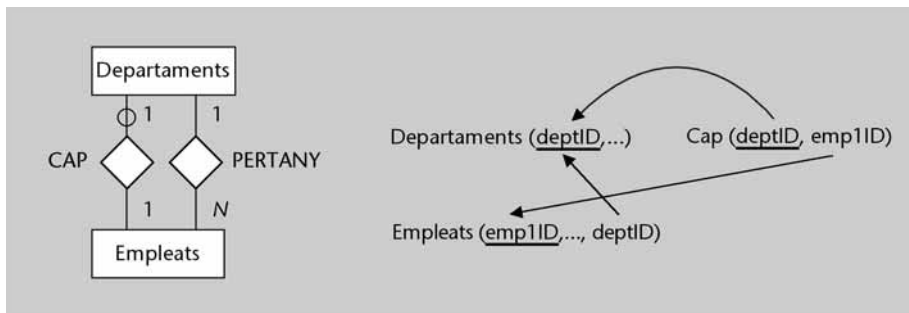 Departaments
1 1
CAP PERTANY
1 N
Empleats
Departaments (deptID,...) Cap (deptID, emp1ID)
Empleats (emp1ID,..., deptID)